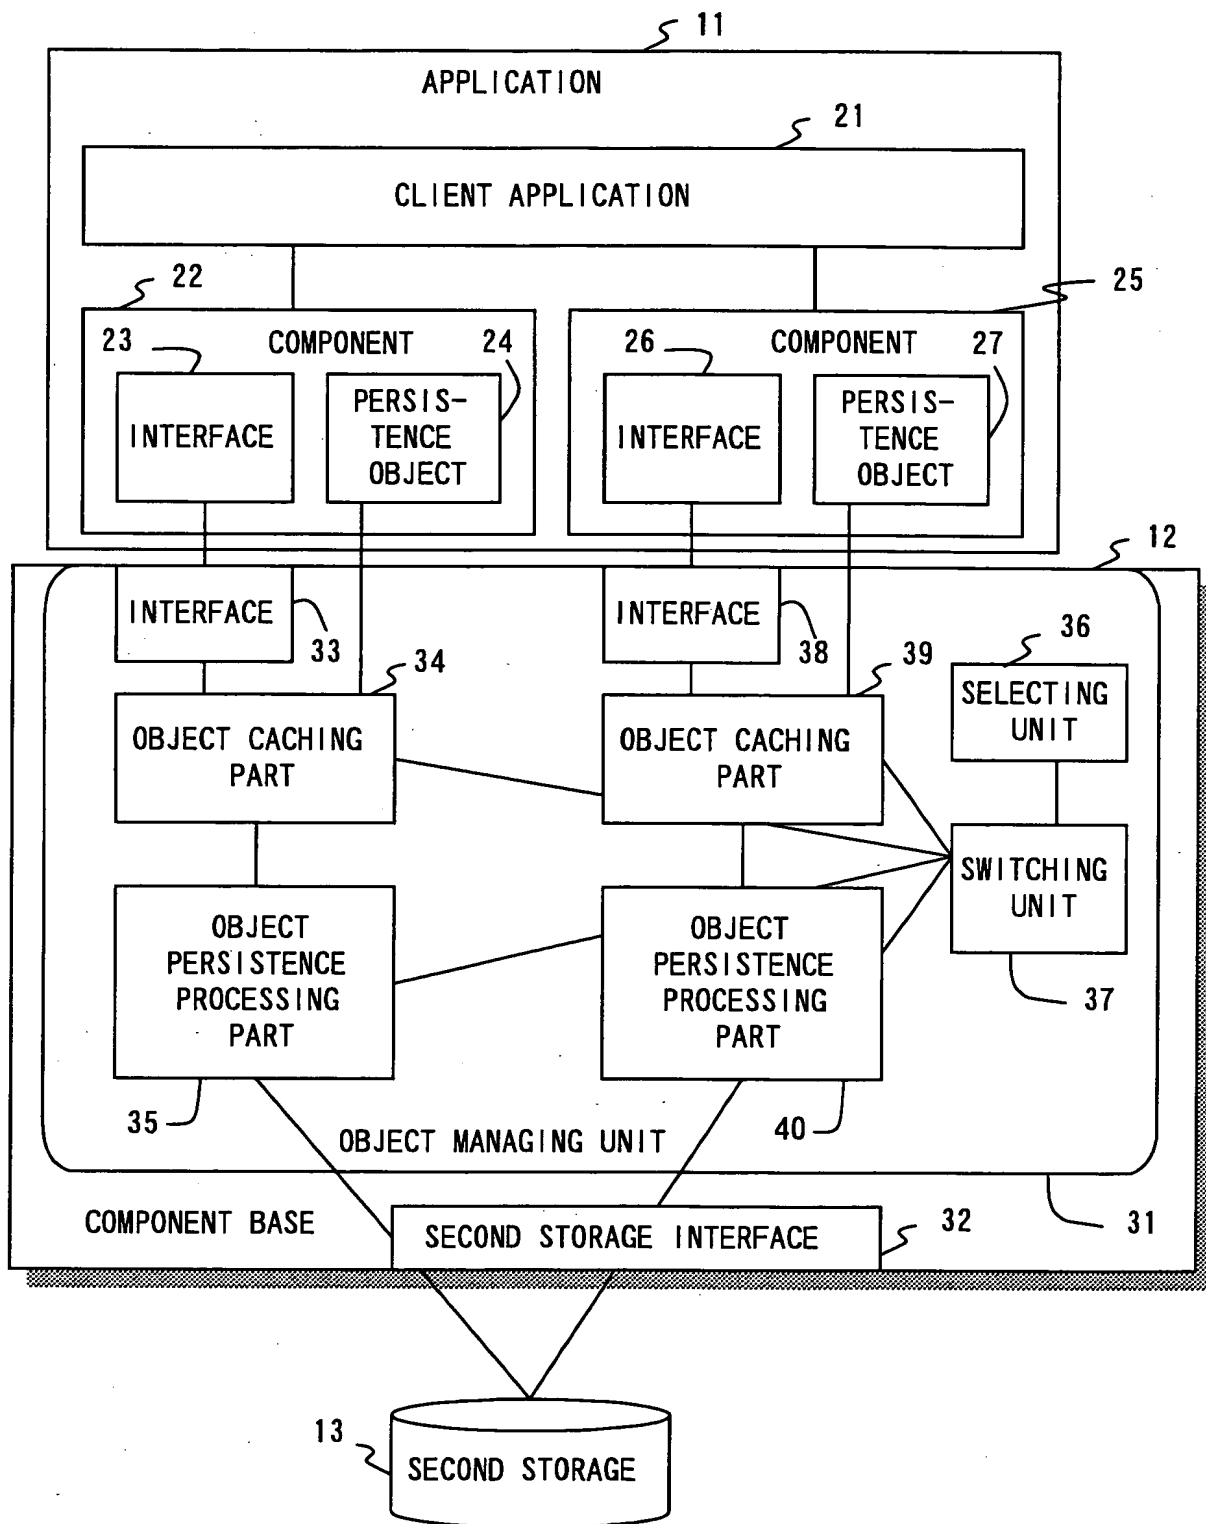 11
APPLICATION
21
CLIENT APPLICATION
22
25
23
COMPONENT
24
26
COMPONENT
27
INTERFACE
PERSIS-
TENCE
OBJECT
INTERFACE
PERSIS-
TENCE
OBJECT
12
INTERFACE
33
INTERFACE
38
36
34
39
SELECTING
UNIT
OBJECT CACHING
PART
OBJECT CACHING
PART
SWITCHING
UNIT
OBJECT
PERSISTENCE
PROCESSING
PART
OBJECT
PERSISTENCE
PROCESSING
PART
37
35
40
OBJECT MANAGING UNIT
31
COMPONENT BASE
SECOND STORAGE INTERFACE
32
13
SECOND STORAGE